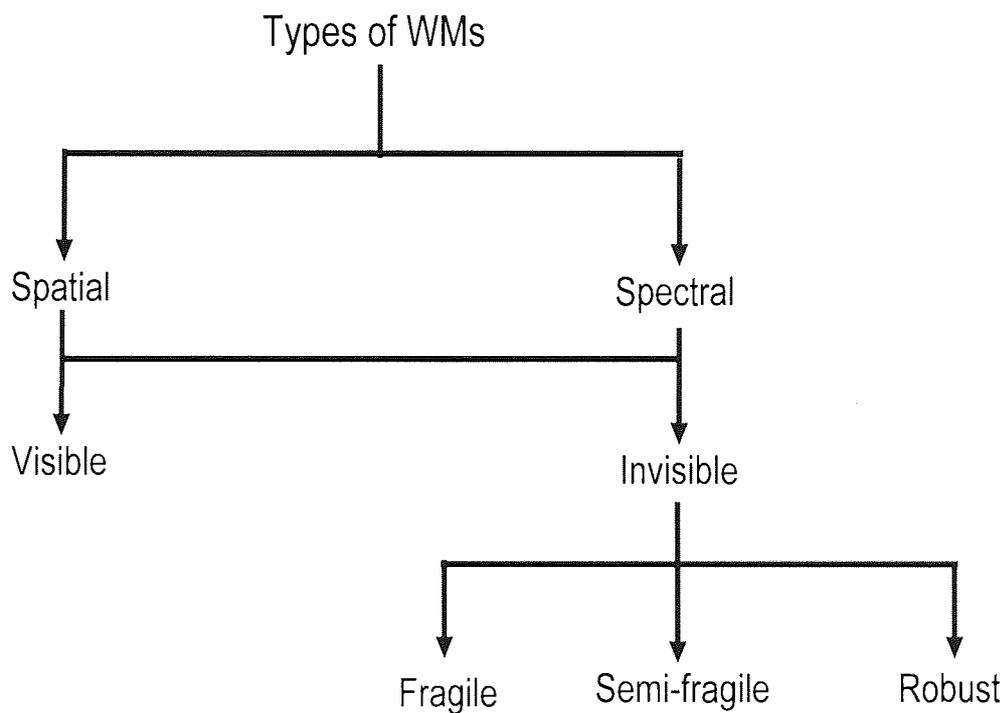 Types of WMs
Spatial
Spectral
Visible
Invisible
Fragile
Semi-fragile
Robust